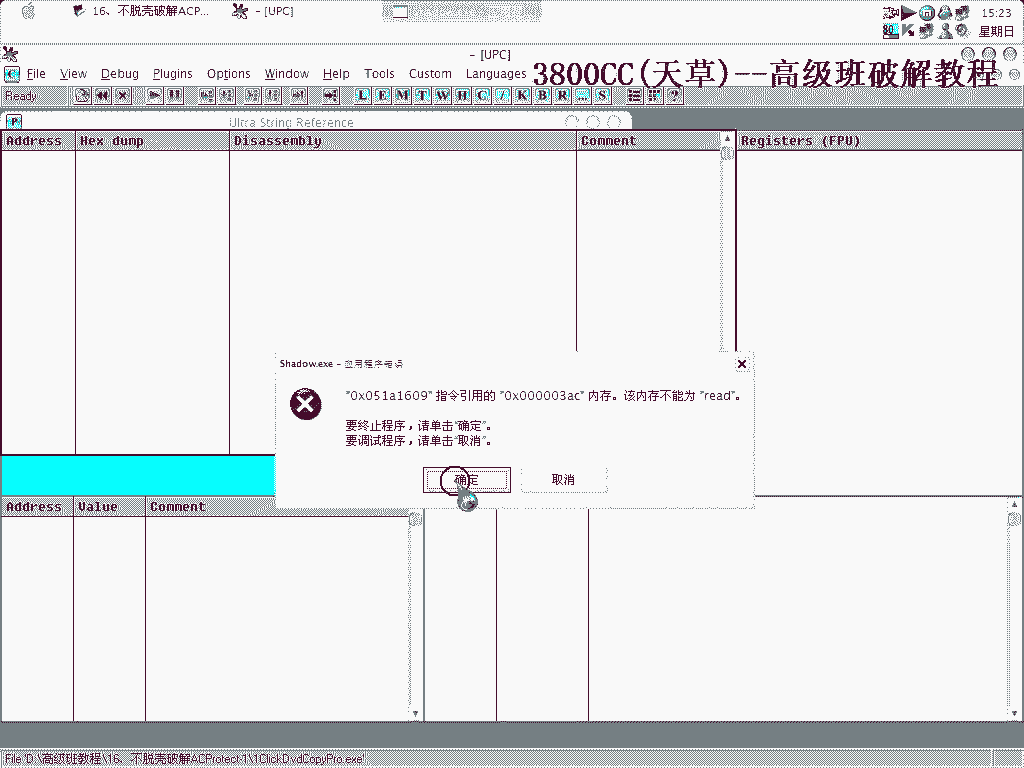 16、不脱壳破解ACP...
- [UPC]
15:23
星期日
- [UPC]
File View Debug Plugins Options Window Help Tools Custom Languages
3800CC(天草)--高级班破解教程
Ready
L E M T W H C / K B R ... S
Ultra String Reference
Address Hex dump Disassembly Comment Registers (FPU)
Shadow.exe - 应用程序错误
"0x051a1609" 指令引用的 "0x000003ac" 内存。该内存不能为 "read"。
要终止程序，请单击"确定"。
要调试程序，请单击"取消"。
确定 取消
Address Value Comment
File 'D:\高级班教程\16、不脱壳破解ACProtect-1\1ClickDvdCopyPro.exe'